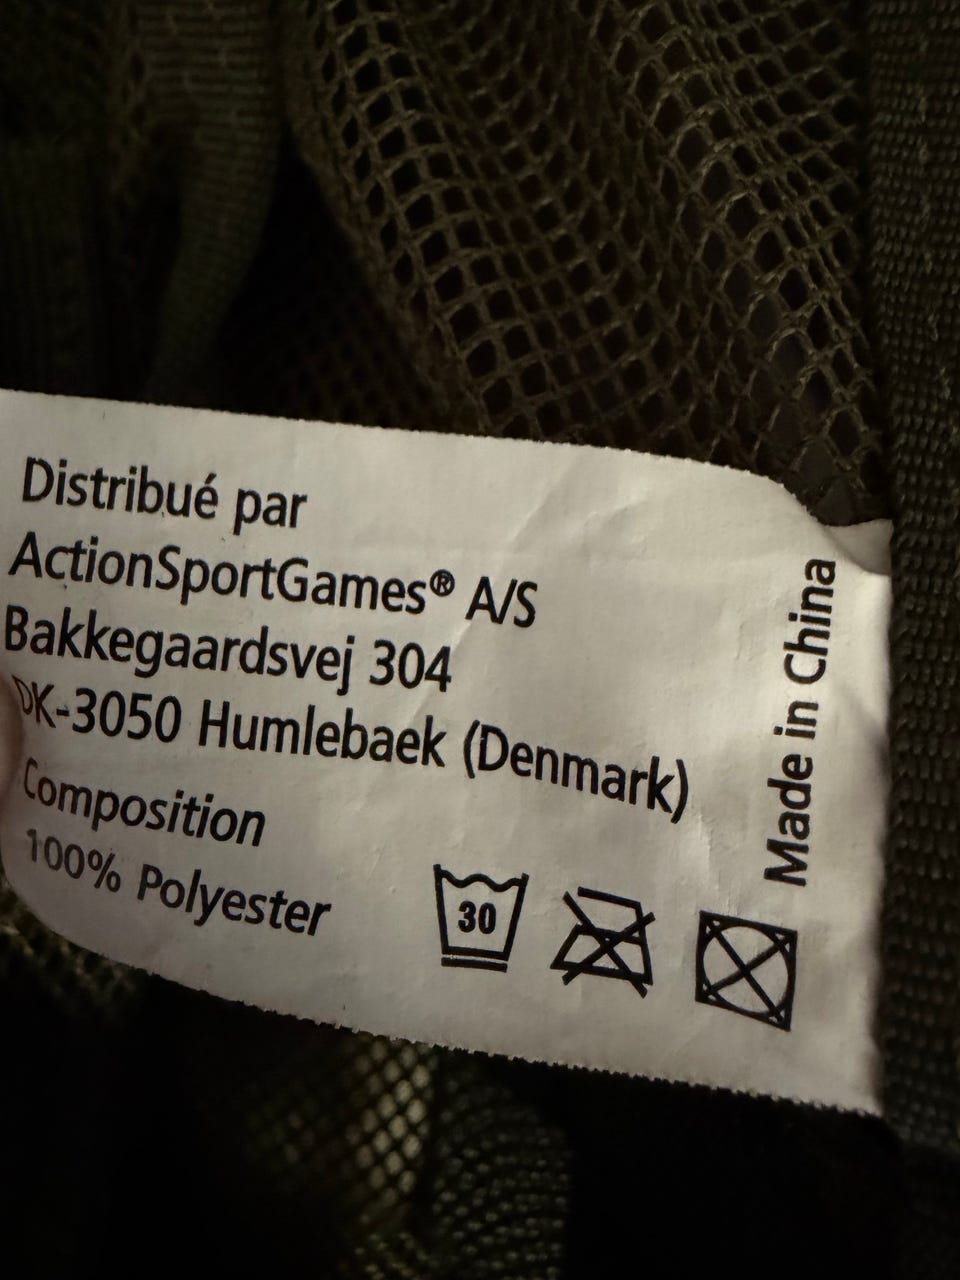 Distribué par
ActionSportGames® A/S
Bakkegaardsvej 304
DK-3050 Humlebaek (Denmark)
Composition
100% Polyester
30
Made in China